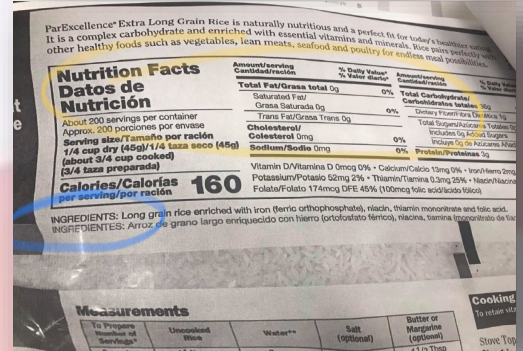 t
e
ParExcellence® Extra Long Grain Rice is naturally nutritious and a perfect fit for today's healthier eating.
It is a complex carbohydrate and enriched with essential vitamins and minerals. Rice pairs perfectly with
other healthy foods such as vegetables, lean meats, seafood and poultry for endless meal possibilities.
Nutrition Facts
Datos de
Nutrición
About 200 servings per container
Approx. 200 porciones por envase
Serving size/Tamaño por ración
1/4 cup dry (45g)/1/4 taza seco (45g)
(about 3/4 cup cooked)
(3/4 taza preparada)
Calories/Calorías
per serving/por ración
160
Amount/serving
Cantidad/ración
% Daily Value*
% Valor diario*
Total Fat/Grasa total 0g 0%
Saturated Fat/
Grasa Saturada 0g 0%
Trans Fat/Grasa Trans 0g
Cholesterol/
Colesterol 0mg 0%
Sodium/Sodio 0mg 0%
Amount/serving
Cantidad/ración
% Daily
% Valor
Total Carbohydrate/
Carbohidratos totales 36g
Dietary Fiber/Fibra Dietética
Total Sugars/Azúcares Totales
Includes 0g Added Sugars
Incluye 0g de Azúcares
Protein/Proteínas 3g
Vitamin D/Vitamina D 0mcg 0% • Calcium/Calcio 13mg 0% • Iron/Hierro 2mg
Potassium/Potasio 52mg 2% • Thiamin/Tiamina 0.3mg 25% • Niacin/Niacina
Folate/Folato 174mcg DFE 45% (100mcg folic acid/ácido fólico)
INGREDIENTS: Long grain rice enriched with iron (ferric orthophosphate), niacin, thiamin mononitrate and folic acid.
INGREDIENTES: Arroz de grano largo enriquecido con hierro (ortofosfato férrico), niacina, tiamina (mononitrato de
Measurements
To Prepare
Number of
Servings*
Uncooked
Rice
Water**
Salt
(optional)
Butter or
Margarine
(optional)
Cooking
To retain
Stove Top